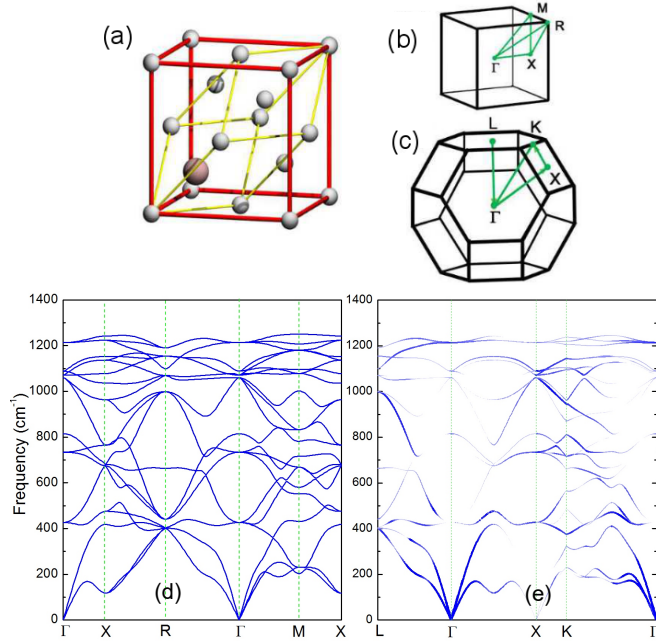 (a)
(b)
M
R
Γ
X
(c)
L
K
X
Γ
1400
1200
1000
800
600
400
200
0
Frequency (cm⁻¹)
Γ X R Γ M X
(d)
1400
1200
1000
800
600
400
200
0
L Γ X K Γ
(e)